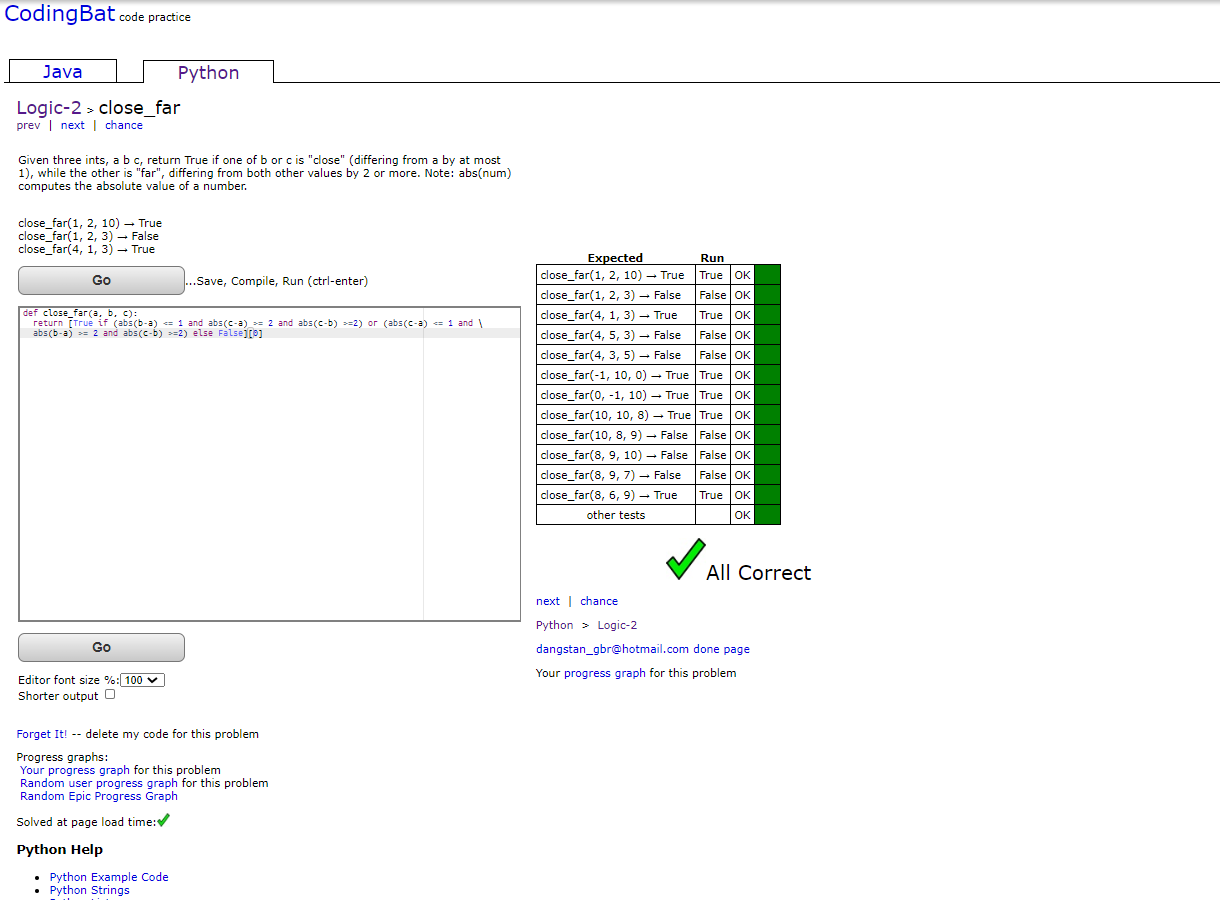 CodingBat code practice
Java
Python
Logic-2 > close_far
prev | next | chance
Given three ints, a b c, return True if one of b or c is "close" (differing from a by at most
1), while the other is "far", differing from both other values by 2 or more. Note: abs(num)
computes the absolute value of a number.
close_far(1, 2, 10) → True
close_far(1, 2, 3) → False
close_far(4, 1, 3) → True
Go
...Save, Compile, Run (ctrl-enter)
def close_far(a, b, c):
return [True if (abs(b-a) <= 1 and abs(c-a) >= 2 and abs(c-b) >=2) or (abs(c-a) <= 1 and \
abs(b-a) >= 2 and abs(c-b) >=2) else False][0]
Go
Editor font size %: 100
Shorter output
Forget It! -- delete my code for this problem
Progress graphs:
Your progress graph for this problem
Random user progress graph for this problem
Random Epic Progress Graph
Solved at page load time:
Python Help
• Python Example Code
• Python Strings
Expected Run
close_far(1, 2, 10) → True True OK
close_far(1, 2, 3) → False False OK
close_far(4, 1, 3) → True True OK
close_far(4, 5, 3) → False False OK
close_far(4, 3, 5) → False False OK
close_far(-1, 10, 0) → True True OK
close_far(0, -1, 10) → True True OK
close_far(10, 10, 8) → True True OK
close_far(10, 8, 9) → False False OK
close_far(8, 9, 10) → False False OK
close_far(8, 9, 7) → False False OK
close_far(8, 6, 9) → True True OK
other tests OK
All Correct
next | chance
Python > Logic-2
dangstan_gbr@hotmail.com done page
Your progress graph for this problem